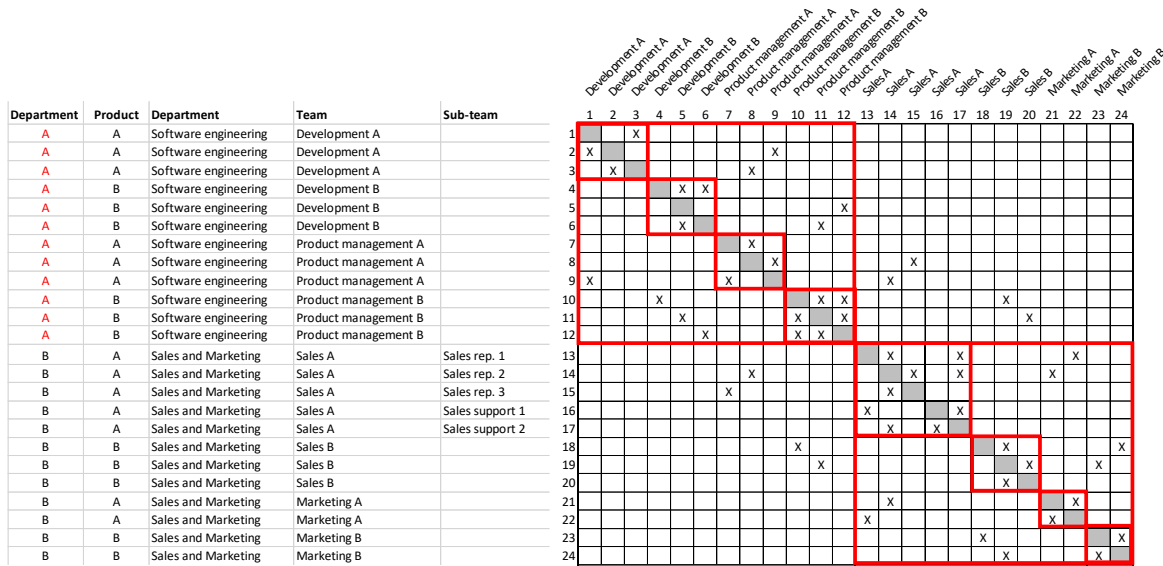 Development A Development A Development A Development B Development B Development B Product management A Product management A Product management A Product management B Product management B Product management B Sales A Sales A Sales A Sales A Sales A Sales B Sales B Sales B Marketing A Marketing A Marketing B Marketing B
Department Product Department Team Sub-team 1 2 3 4 5 6 7 8 9 10 11 12 13 14 15 16 17 18 19 20 21 22 23 24
A A Software engineering Development A 1 X
A A Software engineering Development A 2 X X
A A Software engineering Development A 3 X X
A B Software engineering Development B 4 X X
A B Software engineering Development B 5 X
A B Software engineering Development B 6 X X
A A Software engineering Product management A 7 X
A A Software engineering Product management A 8 X X
A A Software engineering Product management A 9 X X X
A B Software engineering Product management B 10 X X X X
A B Software engineering Product management B 11 X X X X
A B Software engineering Product management B 12 X X X
B A Sales and Marketing Sales A Sales rep. 1 13 X X X
B A Sales and Marketing Sales A Sales rep. 2 14 X X X X
B A Sales and Marketing Sales A Sales rep. 3 15 X X
B A Sales and Marketing Sales A Sales support 1 16 X X
B A Sales and Marketing Sales A Sales support 2 17 X X
B B Sales and Marketing Sales B 18 X X X
B B Sales and Marketing Sales B 19 X X X
B B Sales and Marketing Sales B 20 X
B A Sales and Marketing Marketing A 21 X X
B A Sales and Marketing Marketing A 22 X X
B B Sales and Marketing Marketing B 23 X X
B B Sales and Marketing Marketing B 24 X X